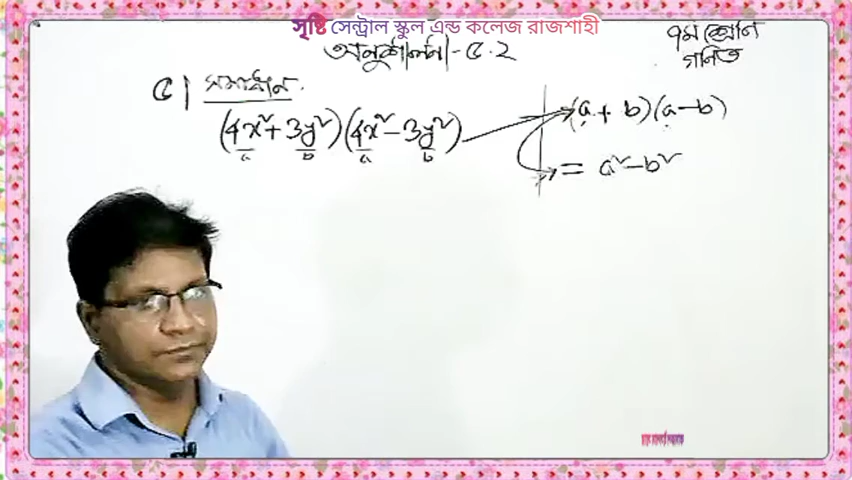 সৃষ্টি সেন্ট্রাল স্কুল এন্ড কলেজ রাজশাহী
অনুশীলনী-৫.২
৭ম শ্রেণি
গণিত
৫। সমাধান
(4x²+3y²)(4x²-3y²)
a b a b
(a + b)(a-b)
= a²-b²